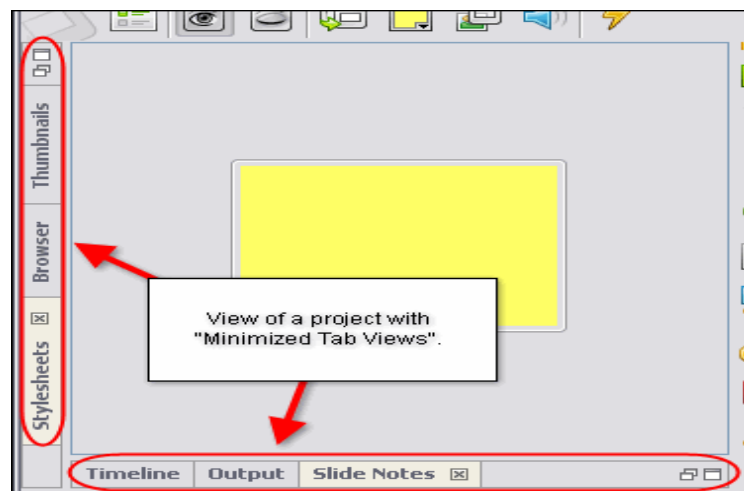 Thumbnails
Browser
Stylesheets
View of a project with
"Minimized Tab Views".
Timeline Output Slide Notes